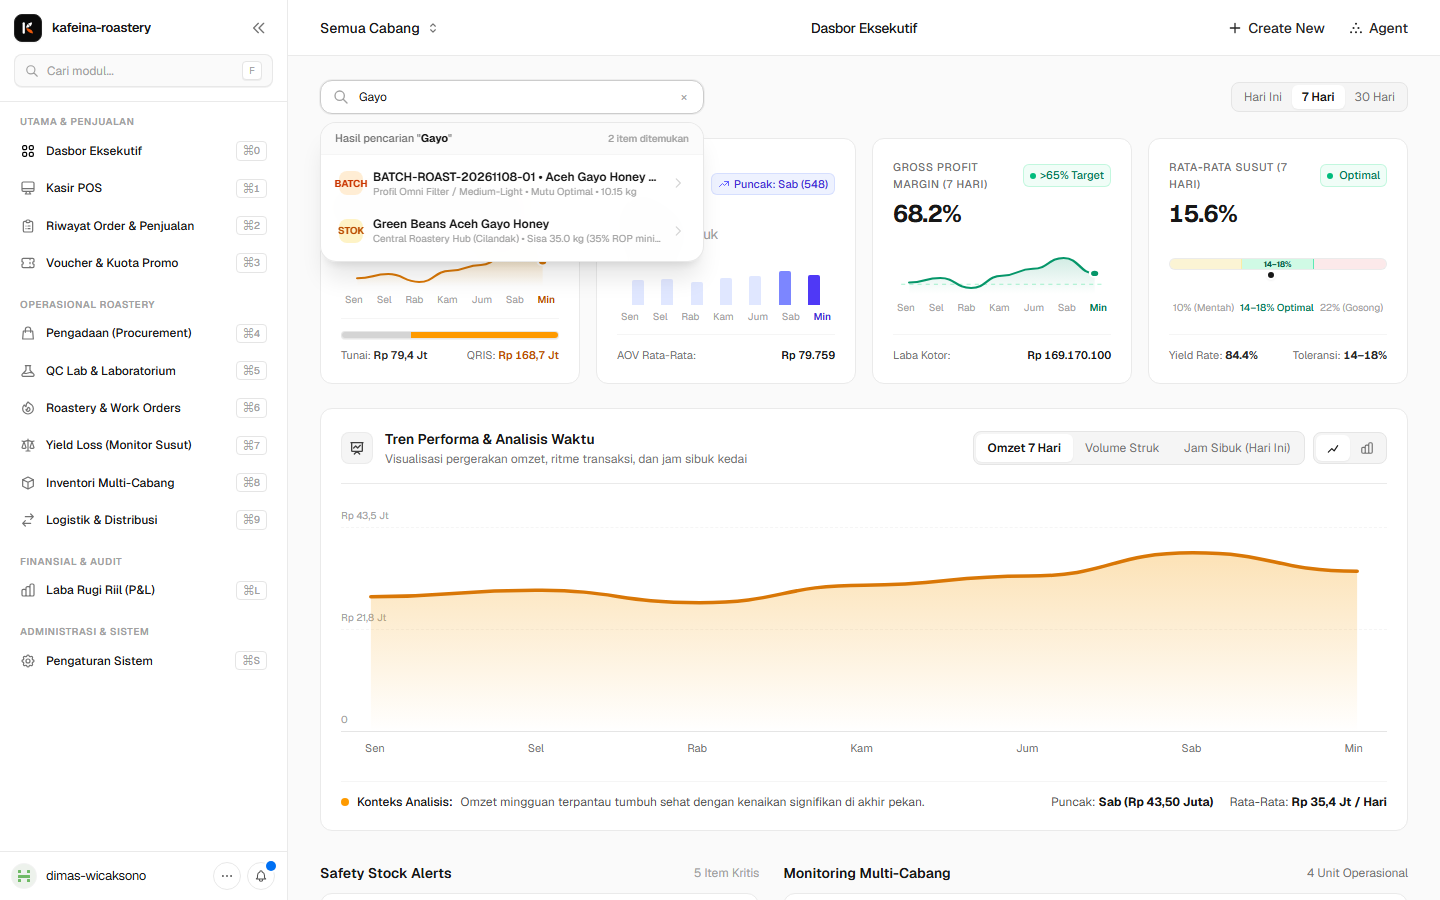 kafeina-roastery
Cari modul...
F
UTAMA & PENJUALAN
Dasbor Eksekutif
⌘0
Kasir POS
⌘1
Riwayat Order & Penjualan
⌘2
Voucher & Kuota Promo
⌘3
OPERASIONAL ROASTERY
Pengadaan (Procurement)
⌘4
QC Lab & Laboratorium
⌘5
Roastery & Work Orders
⌘6
Yield Loss (Monitor Susut)
⌘7
Inventori Multi-Cabang
⌘8
Logistik & Distribusi
⌘9
FINANSIAL & AUDIT
Laba Rugi Riil (P&L)
⌘L
ADMINISTRASI & SISTEM
Pengaturan Sistem
⌘S
dimas-wicaksono
Semua Cabang
Dasbor Eksekutif
Create New
Agent
Gayo
×
Hari Ini
7 Hari
30 Hari
Hasil pencarian "Gayo"
2 item ditemukan
BATCH
BATCH-ROAST-20261108-01 • Aceh Gayo Honey ...
Profil Omni Filter / Medium-Light • Mutu Optimal • 10.15 kg
STOK
Green Beans Aceh Gayo Honey
Central Roastery Hub (Cilandak) • Sisa 35.0 kg (35% ROP mini...
Sen Sel Rab Kam Jum Sab Min
Tunai: Rp 79,4 Jt
QRIS: Rp 168,7 Jt
Puncak: Sab (548)
uk
Sen Sel Rab Kam Jum Sab Min
AOV Rata-Rata:
Rp 79.759
GROSS PROFIT
MARGIN (7 HARI)
>65% Target
68.2%
Sen Sel Rab Kam Jum Sab Min
Laba Kotor:
Rp 169.170.100
RATA-RATA SUSUT (7
HARI)
Optimal
15.6%
14–18%
10% (Mentah)
14–18% Optimal
22% (Gosong)
Yield Rate: 84.4%
Toleransi: 14–18%
Tren Performa & Analisis Waktu
Visualisasi pergerakan omzet, ritme transaksi, dan jam sibuk kedai
Omzet 7 Hari
Volume Struk
Jam Sibuk (Hari Ini)
Rp 43,5 Jt
Rp 21,8 Jt
0
Sen Sel Rab Kam Jum Sab Min
Konteks Analisis: Omzet mingguan terpantau tumbuh sehat dengan kenaikan signifikan di akhir pekan.
Puncak: Sab (Rp 43,50 Juta)
Rata-Rata: Rp 35,4 Jt / Hari
Safety Stock Alerts
5 Item Kritis
Monitoring Multi-Cabang
4 Unit Operasional